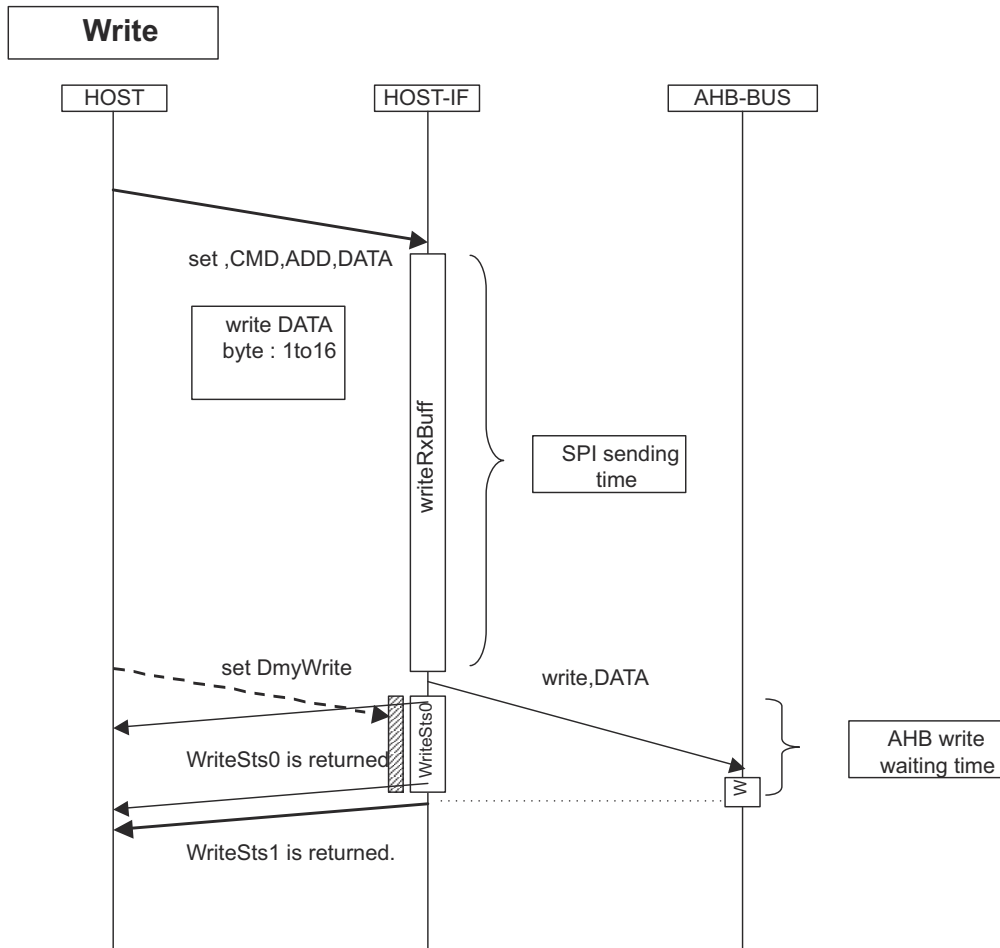 Write
HOST
HOST-IF
AHB-BUS
set ,CMD,ADD,DATA
write DATA
byte : 1to16
writeRxBuff
SPI sending
time
set DmyWrite
write,DATA
WriteSts0
WriteSts0 is returned
AHB write
waiting time
W
WriteSts1 is returned.